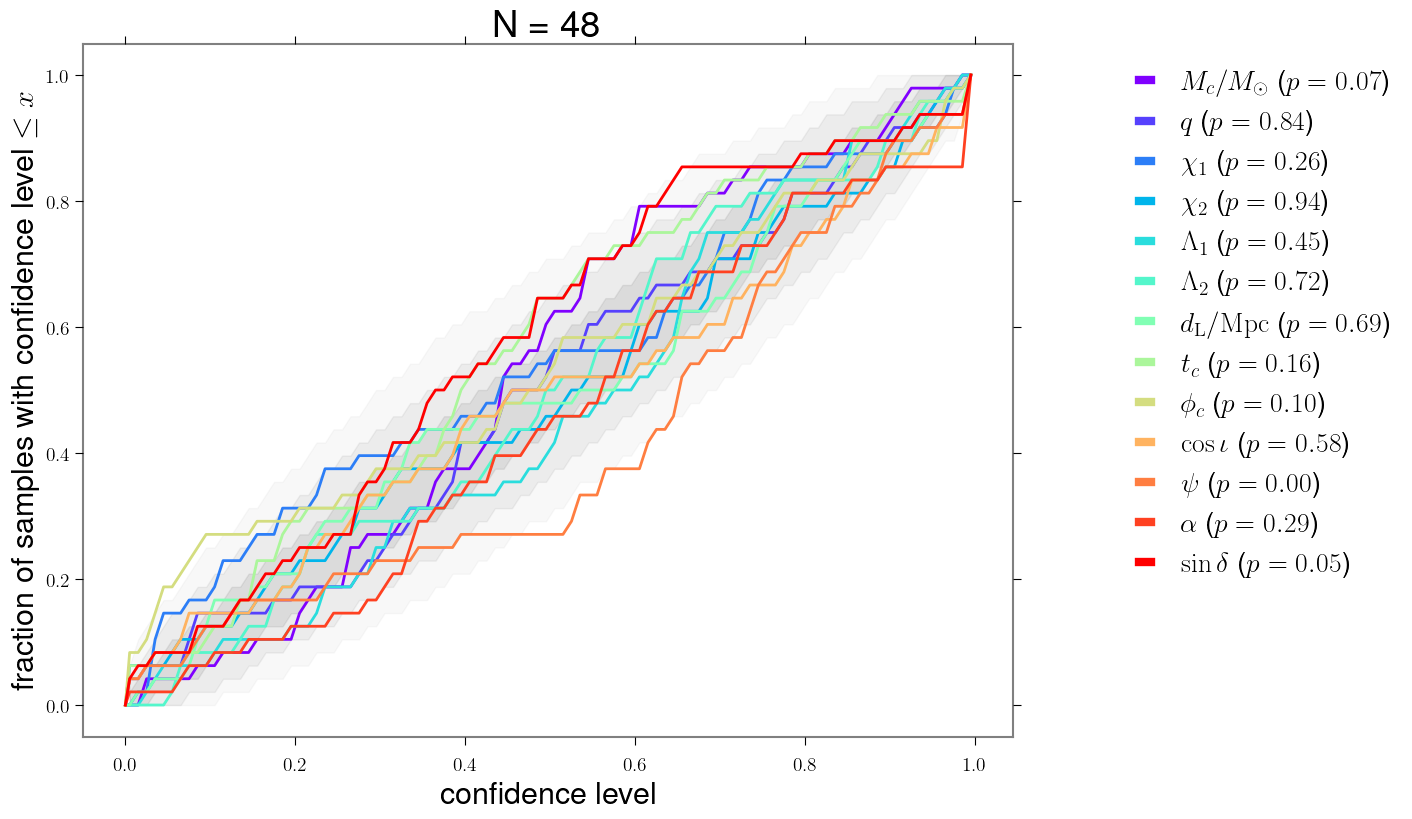 N = 48
1.0
0.8
0.6
0.4
0.2
0.0
fraction of samples with confidence level ≤ x
0.0 0.2 0.4 0.6 0.8 1.0
confidence level
M_c/M_⊙ (p = 0.07)
q (p = 0.84)
χ₁ (p = 0.26)
χ₂ (p = 0.94)
Λ₁ (p = 0.45)
Λ₂ (p = 0.72)
d_L/Mpc (p = 0.69)
t_c (p = 0.16)
ϕ_c (p = 0.10)
cos ι (p = 0.58)
ψ (p = 0.00)
α (p = 0.29)
sin δ (p = 0.05)